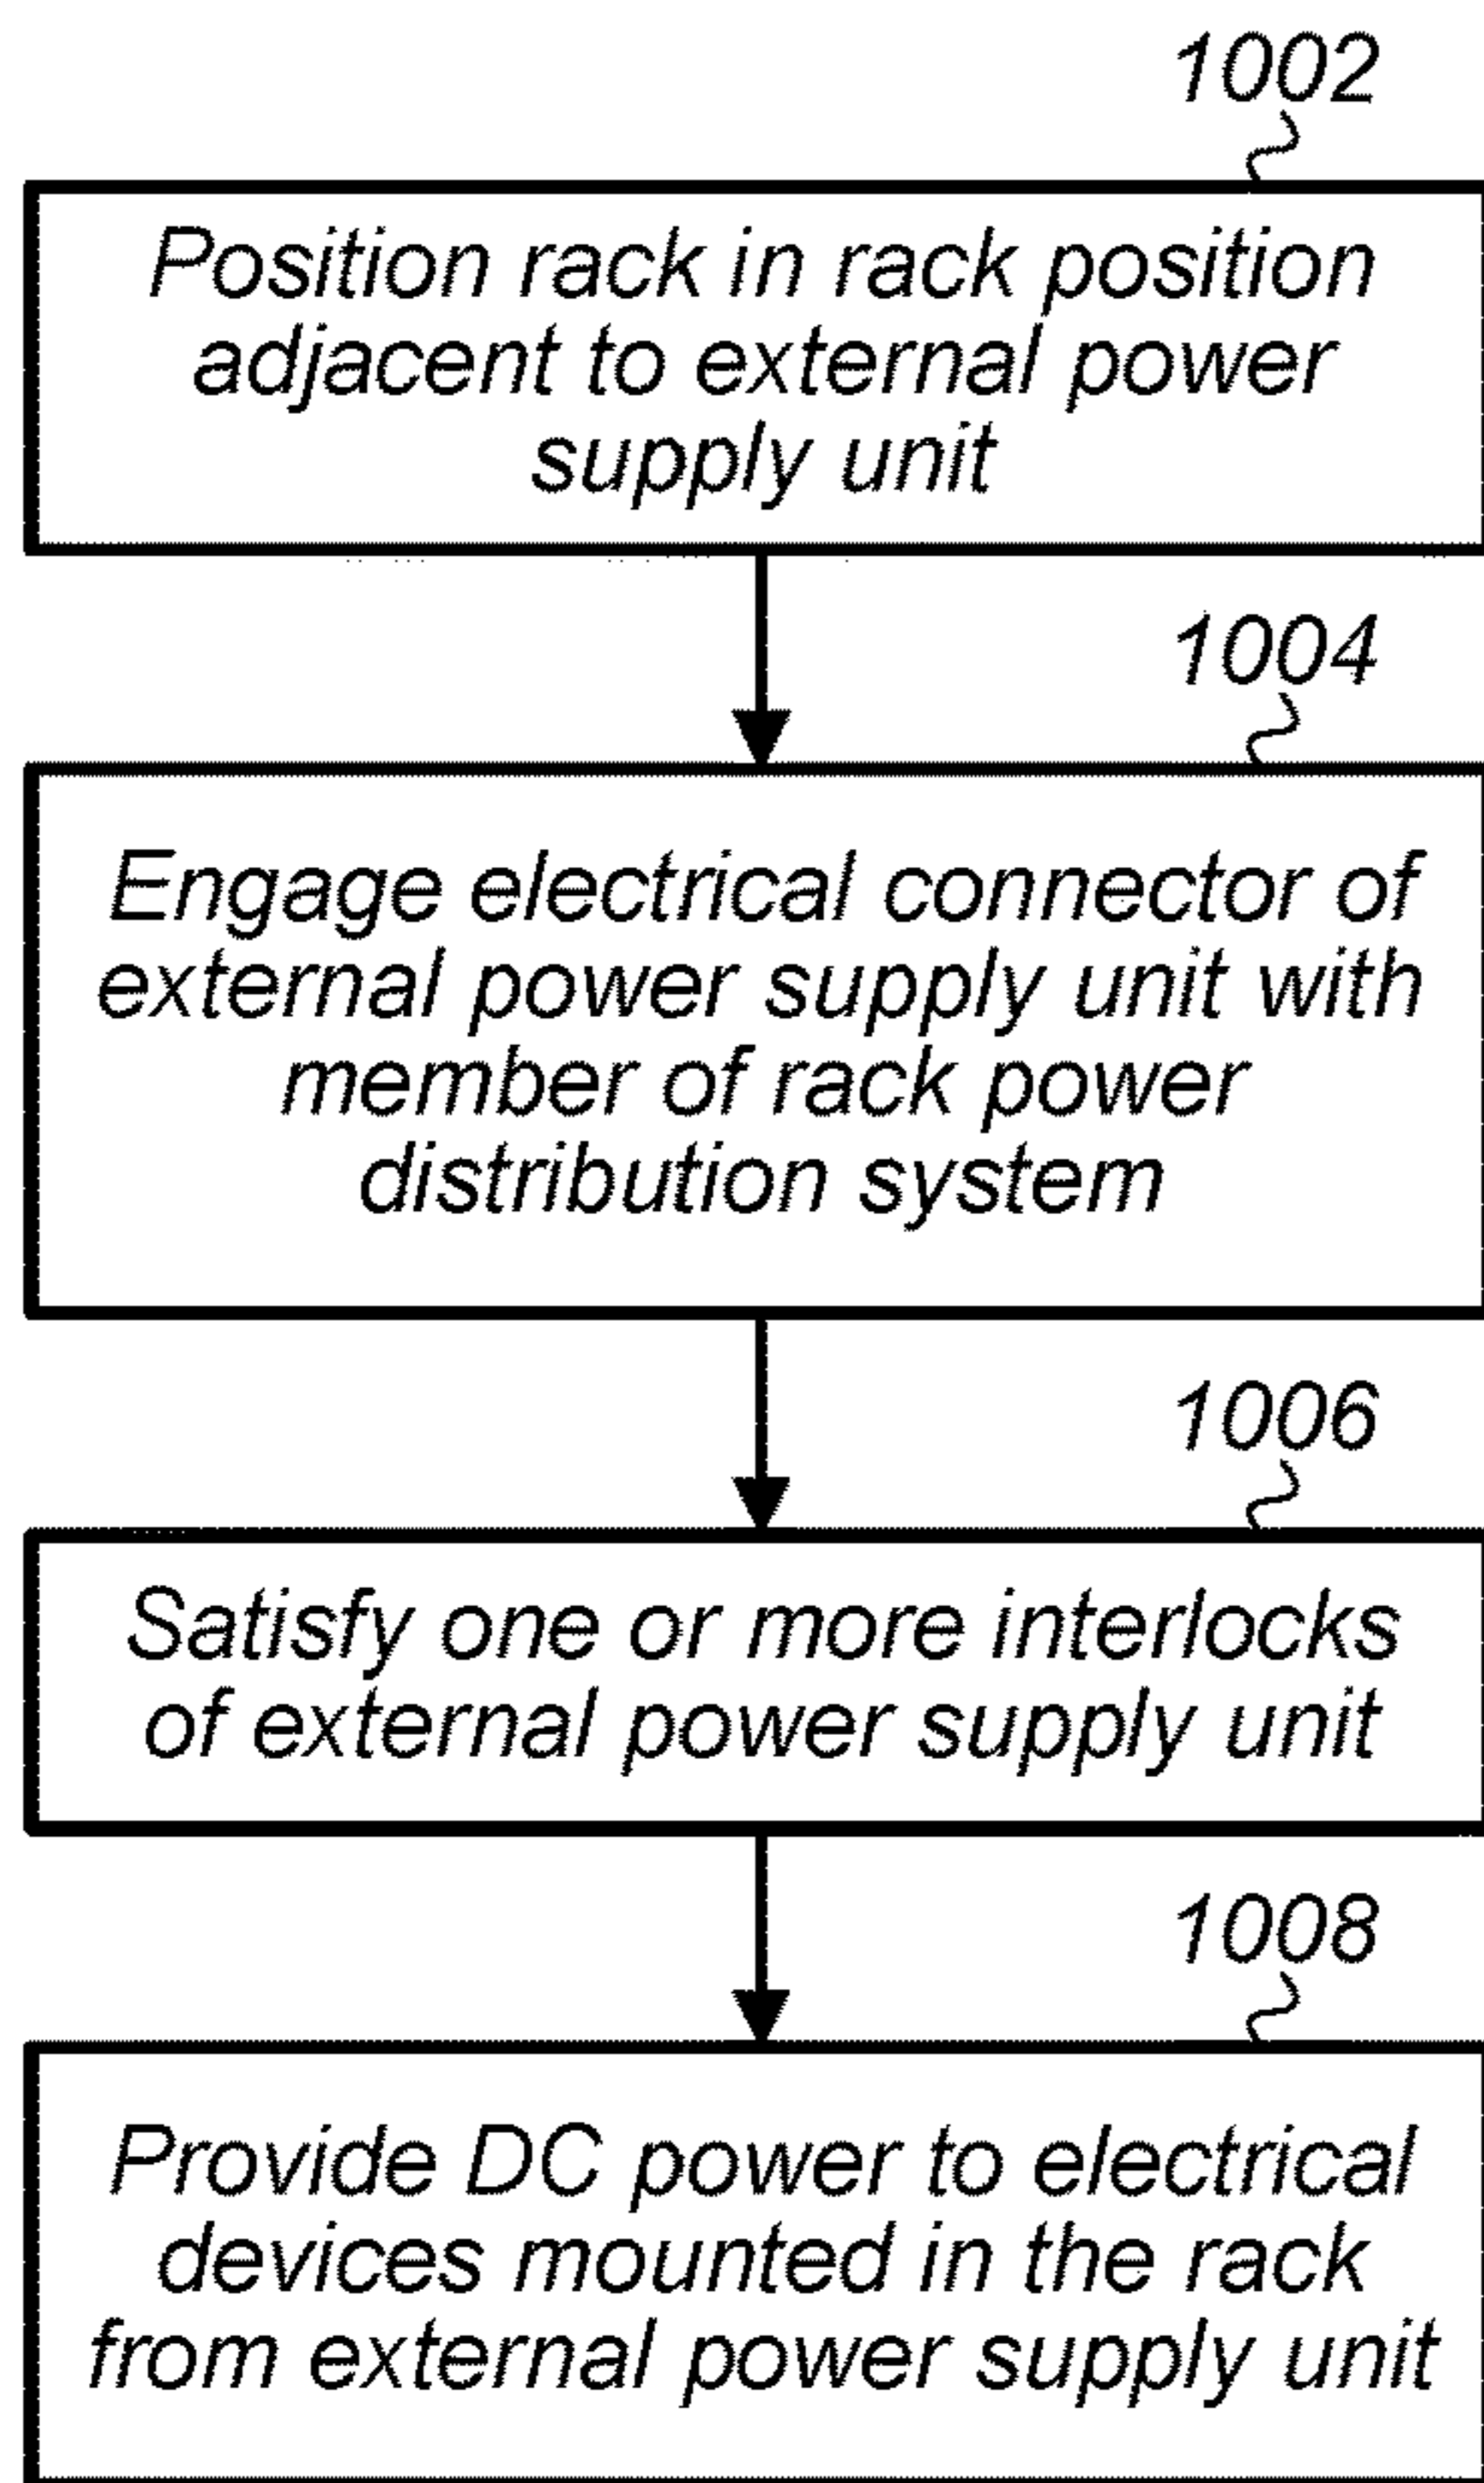 1002
Position rack in rack position
adjacent to external power
supply unit
1004
Engage electrical connector of
external power supply unit with
member of rack power
distribution system
1006
Satisfy one or more interlocks
of external power supply unit
1008
Provide DC power to electrical
devices mounted in the rack
from external power supply unit